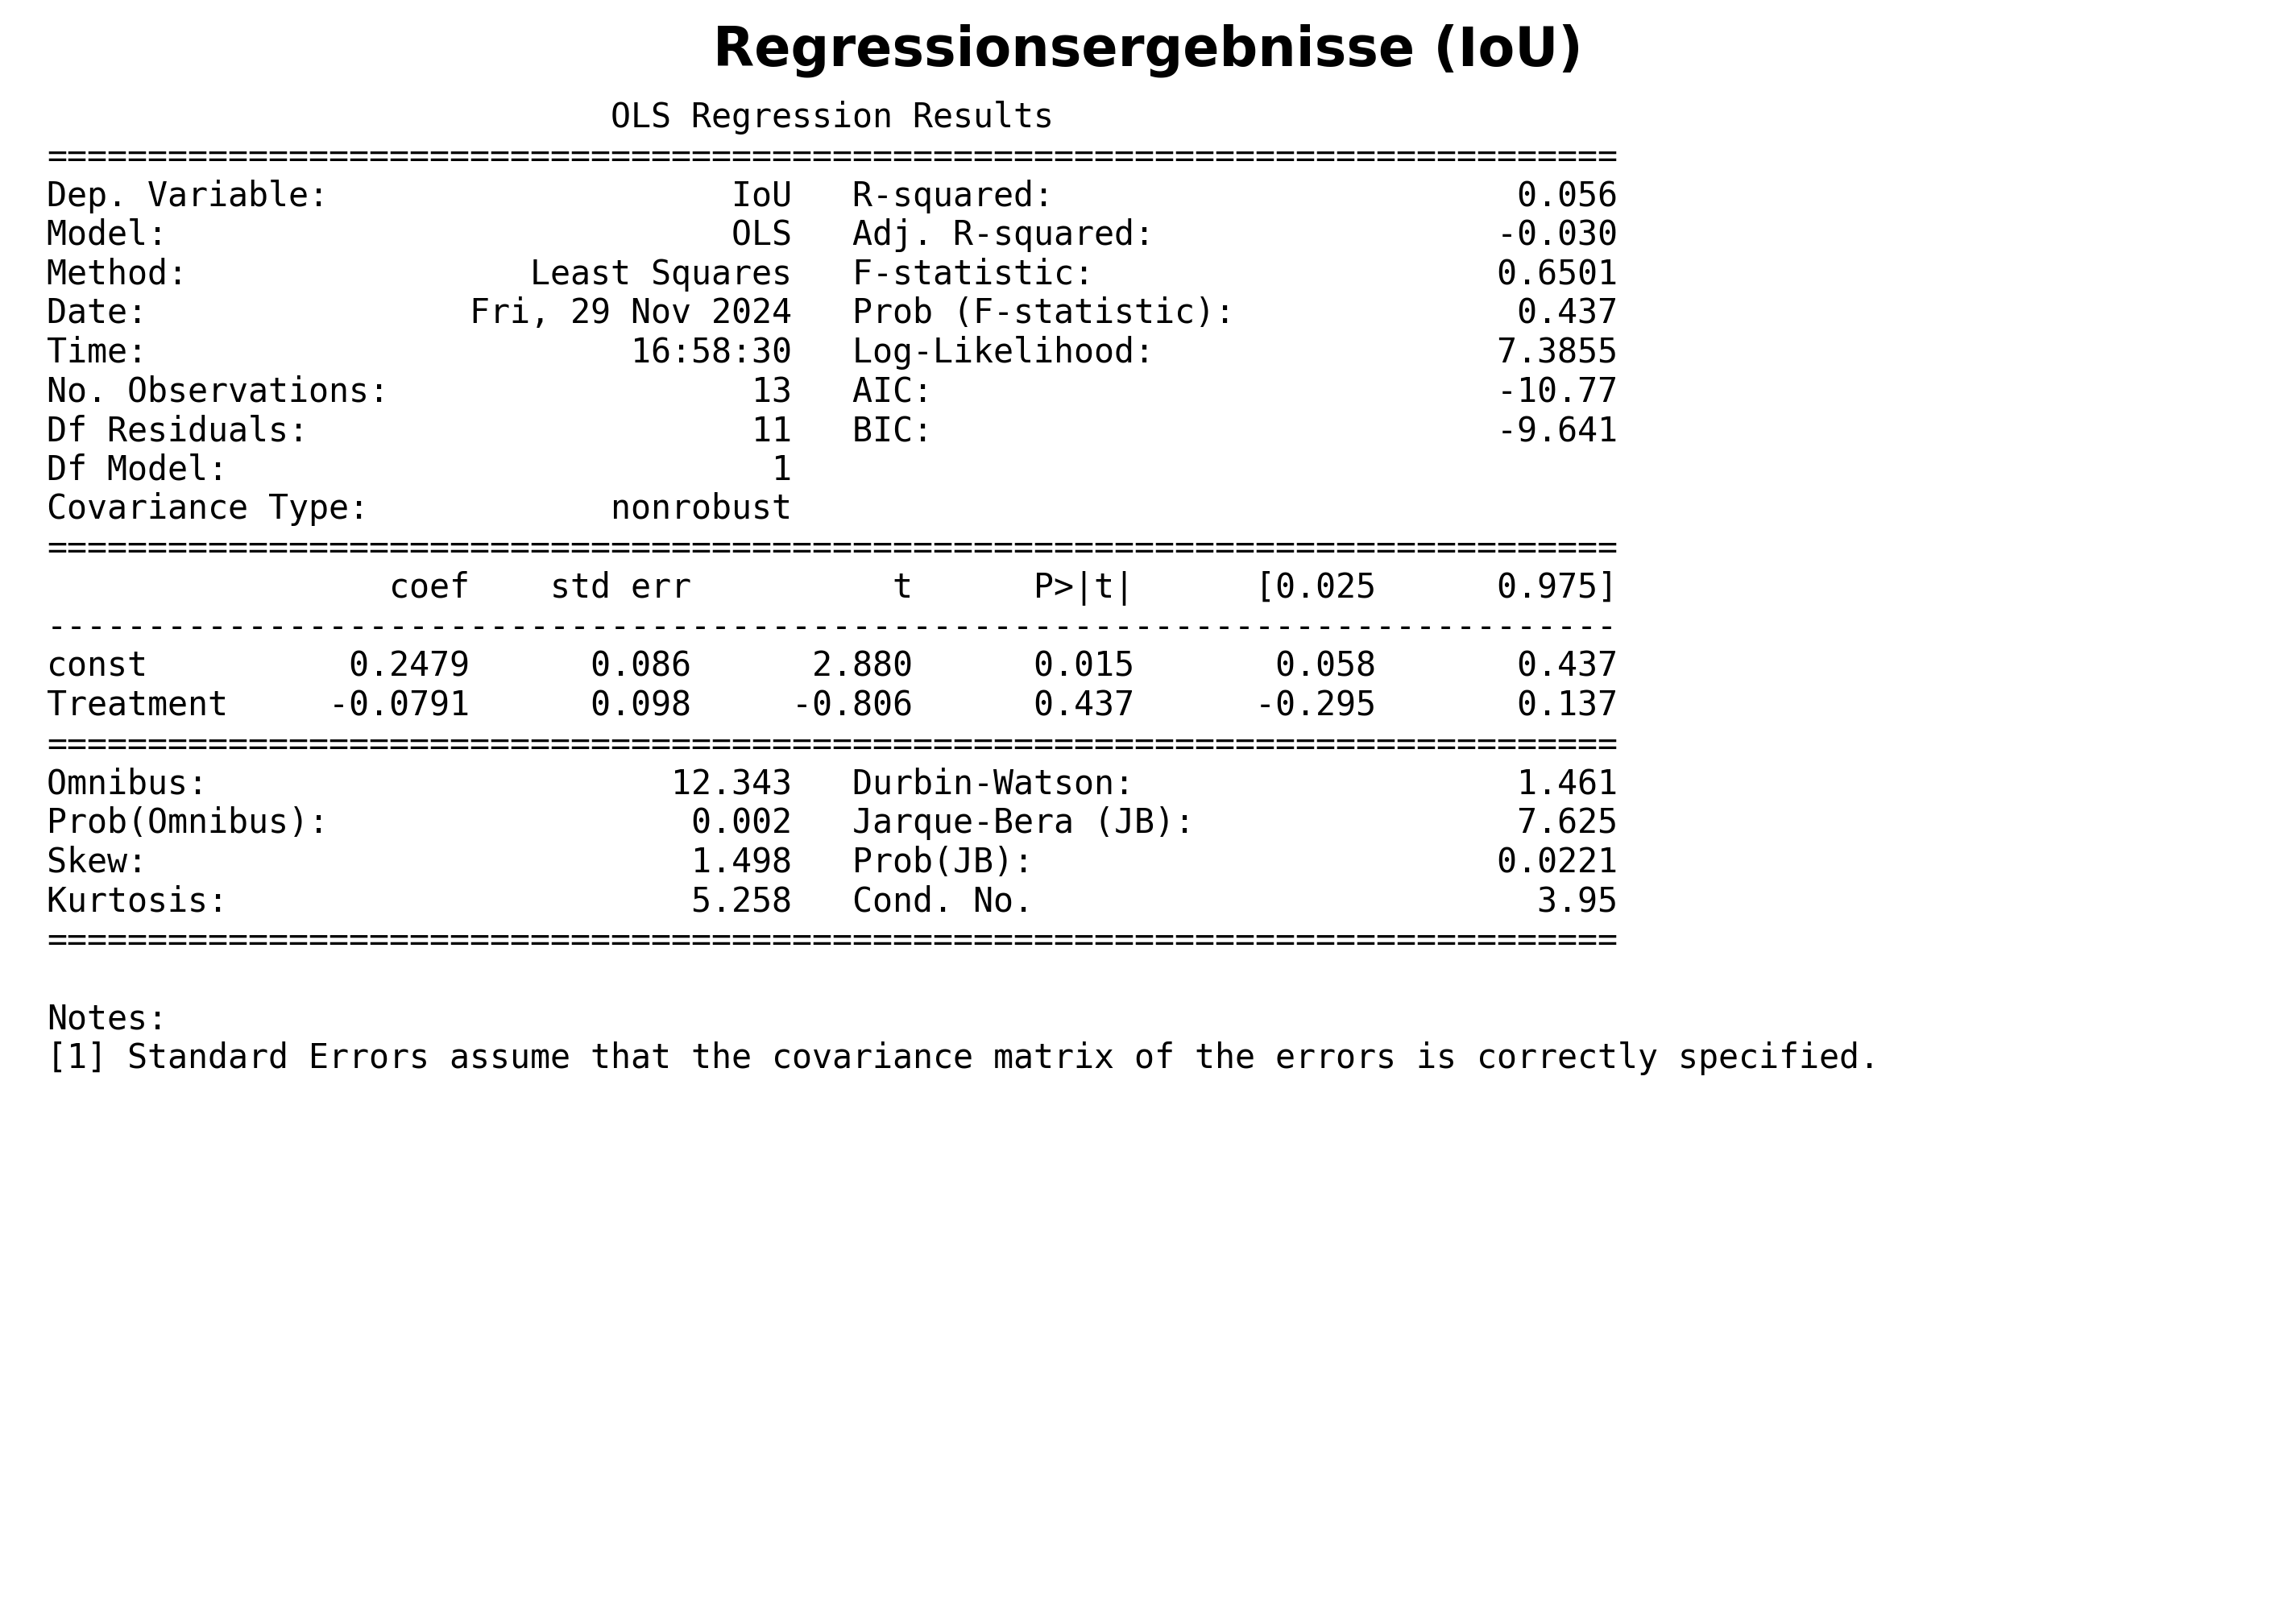 Regressionsergebnisse (IoU)
OLS Regression Results
==============================================================================
Dep. Variable:                    IoU   R-squared:                       0.056
Model:                            OLS   Adj. R-squared:                 -0.030
Method:                 Least Squares   F-statistic:                    0.6501
Date:                Fri, 29 Nov 2024   Prob (F-statistic):              0.437
Time:                        16:58:30   Log-Likelihood:                 7.3855
No. Observations:                  13   AIC:                            -10.77
Df Residuals:                      11   BIC:                            -9.641
Df Model:                           1
Covariance Type:            nonrobust
==============================================================================
                 coef    std err          t      P>|t|      [0.025      0.975]
------------------------------------------------------------------------------
const          0.2479      0.086      2.880      0.015       0.058       0.437
Treatment     -0.0791      0.098     -0.806      0.437      -0.295       0.137
==============================================================================
Omnibus:                       12.343   Durbin-Watson:                   1.461
Prob(Omnibus):                  0.002   Jarque-Bera (JB):                7.625
Skew:                           1.498   Prob(JB):                       0.0221
Kurtosis:                       5.258   Cond. No.                         3.95
==============================================================================
Notes:
[1] Standard Errors assume that the covariance matrix of the errors is correctly specified.